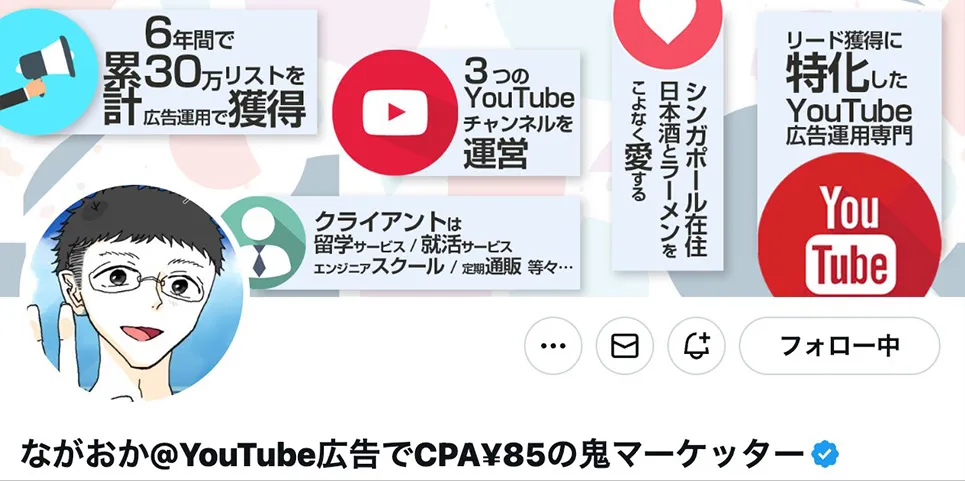 6年間で
累計30万リストを
広告運用で獲得
3つの
YouTube
チャンネルを
運営
シンガポール在住
日本酒とラーメンを
こよなく愛する
リード獲得に
特化した
YouTube
広告運用専門
You
Tube
クライアントは
留学サービス / 就活サービス
エンジニアスクール / 定期通販 等々…
フォロー中
ながおか@YouTube広告でCPA¥85の鬼マーケッター